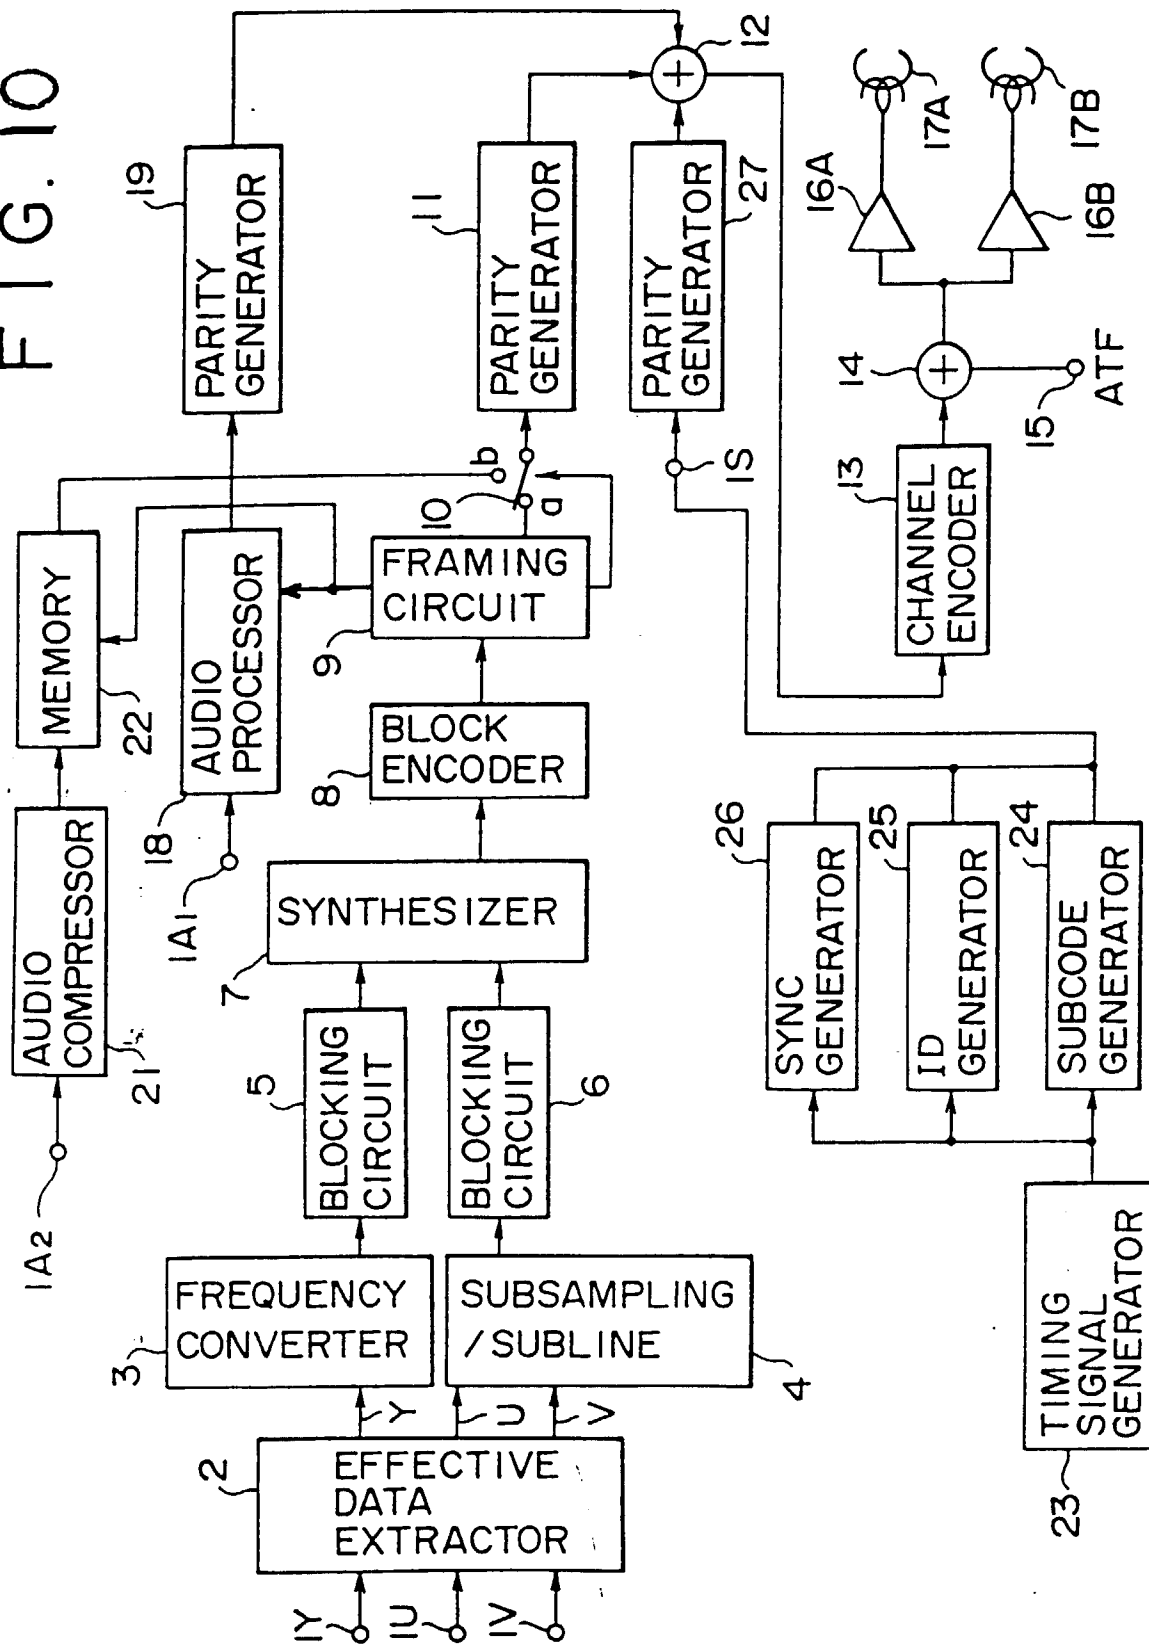 FIG. 10
1A2
21
AUDIO
COMPRESSOR
MEMORY
22
1A1
18
AUDIO
PROCESSOR
19
PARITY
GENERATOR
1Y
1U
1V
2
EFFECTIVE
DATA
EXTRACTOR
Y
U
V
3
FREQUENCY
CONVERTER
SUBSAMPLING
/SUBLINE
4
5
BLOCKING
CIRCUIT
BLOCKING
CIRCUIT
6
7
SYNTHESIZER
8
BLOCK
ENCODER
9
FRAMING
CIRCUIT
10
a
b
11
PARITY
GENERATOR
12
1S
PARITY
GENERATOR
27
23
TIMING
SIGNAL
GENERATOR
26
SYNC
GENERATOR
25
ID
GENERATOR
24
SUBCODE
GENERATOR
13
CHANNEL
ENCODER
14
15
ATF
16A
16B
17A
17B